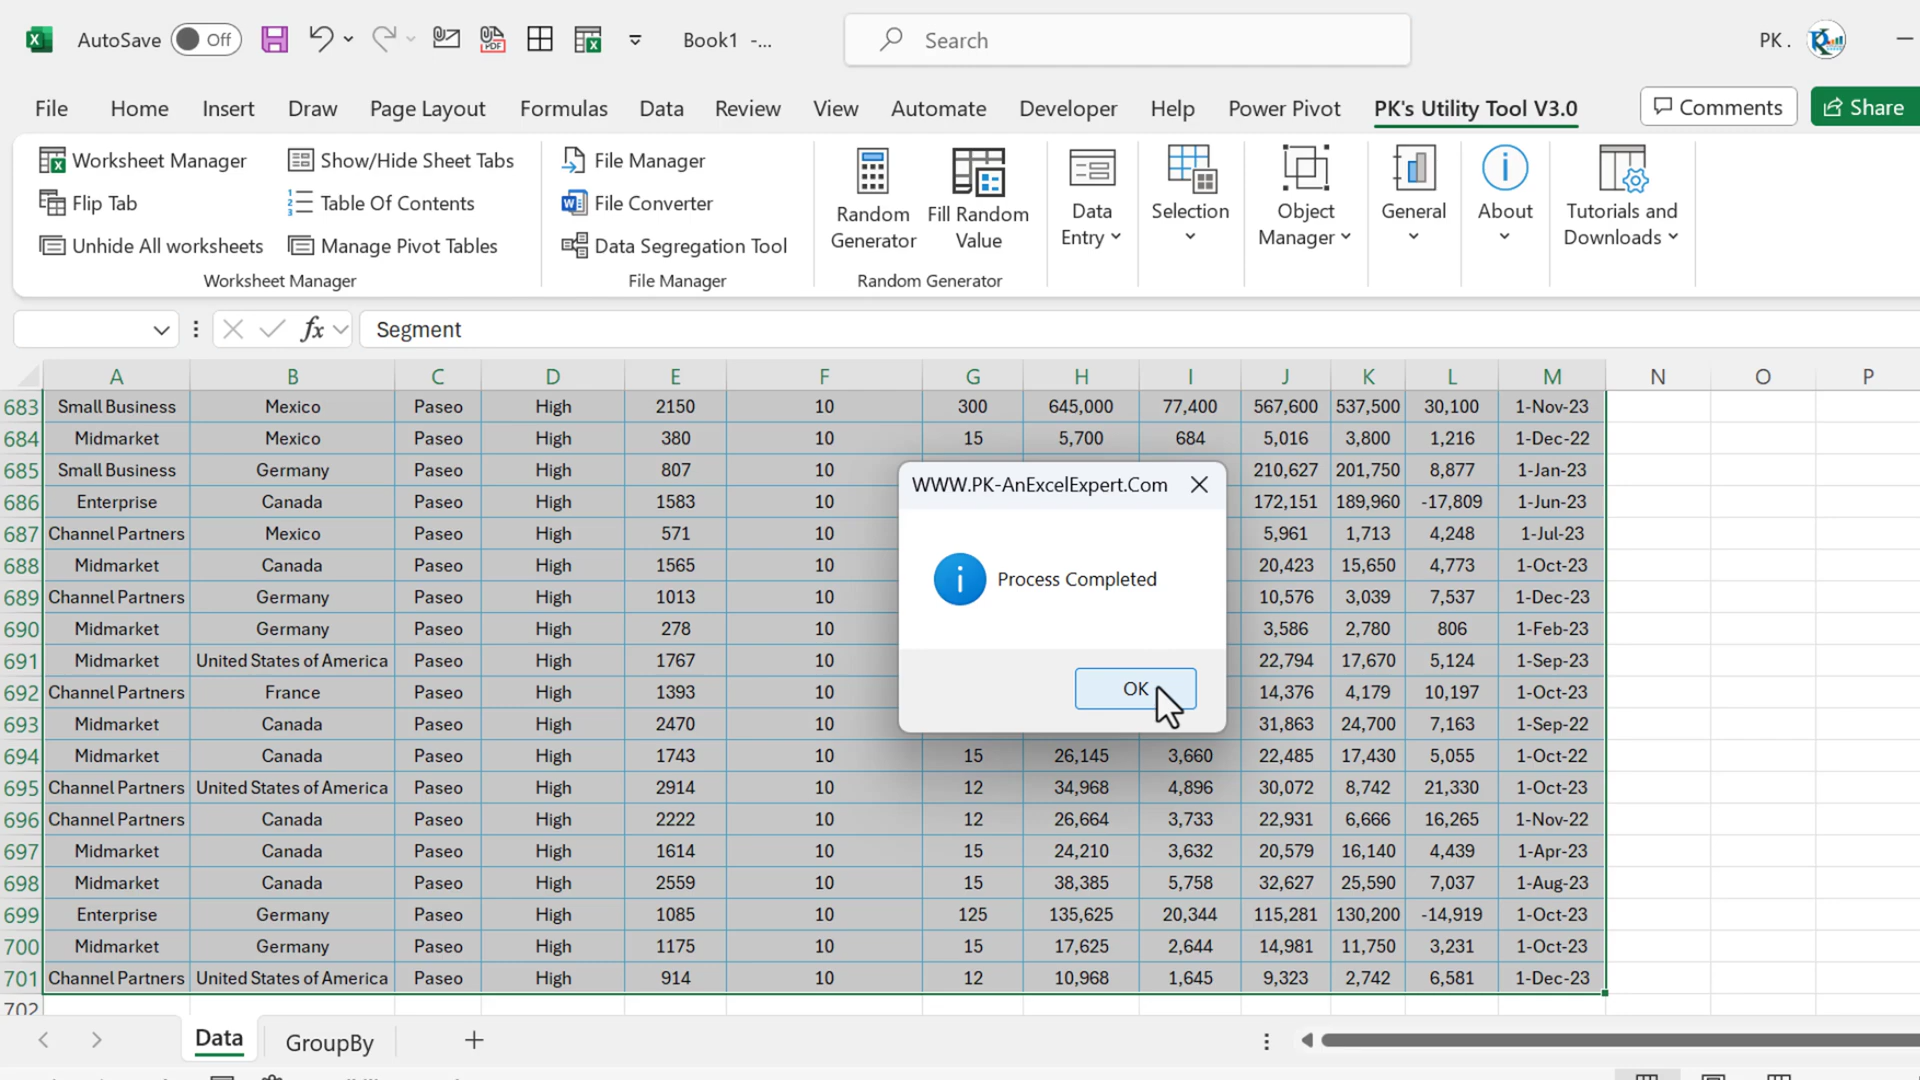 AutoSave Off Book1 -... Search PK .
File Home Insert Draw Page Layout Formulas Data Review View Automate Developer Help Power Pivot PK's Utility Tool V3.0 Comments Share
Worksheet Manager Show/Hide Sheet Tabs File Manager
Flip Tab Table Of Contents File Converter
Unhide All worksheets Manage Pivot Tables Data Segregation Tool
Random Fill Random Data Selection Object General About Tutorials and
Generator Value Entry Manager Downloads
Worksheet Manager File Manager Random Generator
fx Segment
A B C D E F G H I J K L M N O P
683 Small Business Mexico Paseo High 2150 10 300 645,000 77,400 567,600 537,500 30,100 1-Nov-23
684 Midmarket Mexico Paseo High 380 10 15 5,700 684 5,016 3,800 1,216 1-Dec-22
685 Small Business Germany Paseo High 807 10 210,627 201,750 8,877 1-Jan-23
686 Enterprise Canada Paseo High 1583 10 172,151 189,960 -17,809 1-Jun-23
687 Channel Partners Mexico Paseo High 571 10 5,961 1,713 4,248 1-Jul-23
688 Midmarket Canada Paseo High 1565 10 20,423 15,650 4,773 1-Oct-23
689 Channel Partners Germany Paseo High 1013 10 10,576 3,039 7,537 1-Dec-23
690 Midmarket Germany Paseo High 278 10 3,586 2,780 806 1-Feb-23
691 Midmarket United States of America Paseo High 1767 10 22,794 17,670 5,124 1-Sep-23
692 Channel Partners France Paseo High 1393 10 14,376 4,179 10,197 1-Oct-23
693 Midmarket Canada Paseo High 2470 10 31,863 24,700 7,163 1-Sep-22
694 Midmarket Canada Paseo High 1743 10 15 26,145 3,660 22,485 17,430 5,055 1-Oct-22
695 Channel Partners United States of America Paseo High 2914 10 12 34,968 4,896 30,072 8,742 21,330 1-Oct-23
696 Channel Partners Canada Paseo High 2222 10 12 26,664 3,733 22,931 6,666 16,265 1-Nov-22
697 Midmarket Canada Paseo High 1614 10 15 24,210 3,632 20,579 16,140 4,439 1-Apr-23
698 Midmarket Canada Paseo High 2559 10 15 38,385 5,758 32,627 25,590 7,037 1-Aug-23
699 Enterprise Germany Paseo High 1085 10 125 135,625 20,344 115,281 130,200 -14,919 1-Oct-23
700 Midmarket Germany Paseo High 1175 10 15 17,625 2,644 14,981 11,750 3,231 1-Oct-23
701 Channel Partners United States of America Paseo High 914 10 12 10,968 1,645 9,323 2,742 6,581 1-Dec-23
702
WWW.PK-AnExcelExpert.Com
Process Completed
OK
Data GroupBy